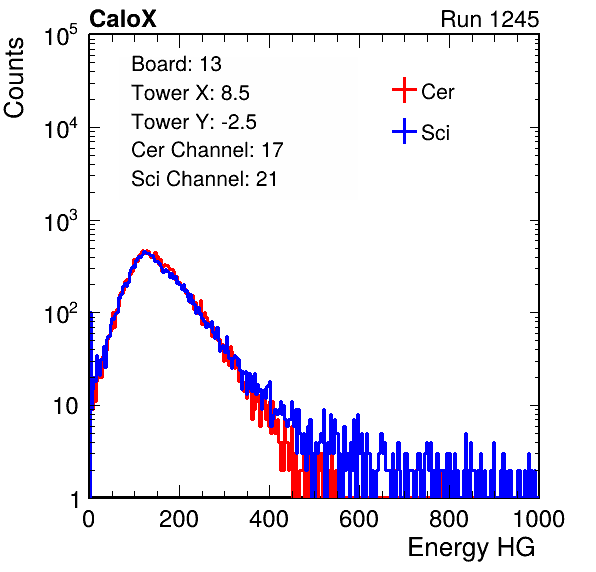 CaloX Run 1245
Counts
Board: 13
Tower X: 8.5
Tower Y: -2.5
Cer Channel: 17
Sci Channel: 21
Cer
Sci
10^5
10^4
10^3
10^2
10
1
0 200 400 600 800 1000
Energy HG